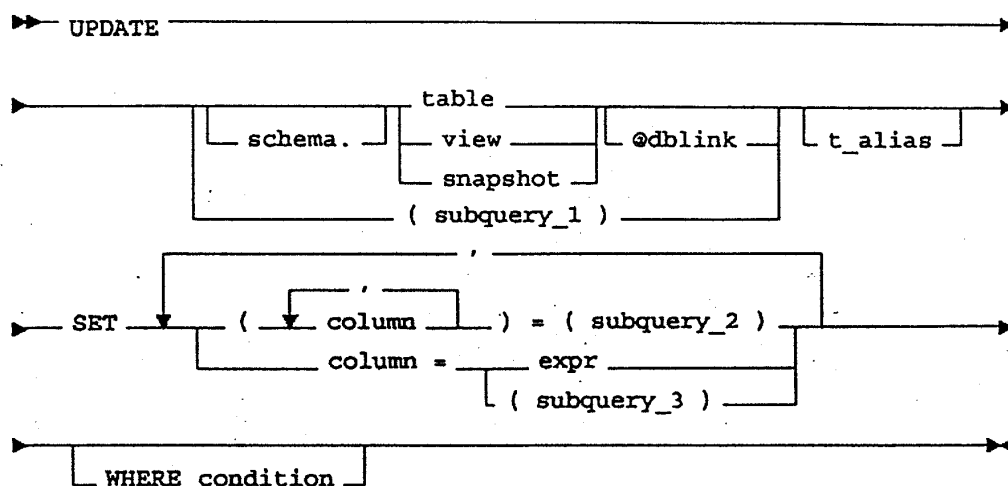 UPDATE
table
schema. view @dblink t_alias
snapshot
( subquery_1 )
,
,
SET ( column ) = ( subquery_2 )
column = expr
( subquery_3 )
WHERE condition